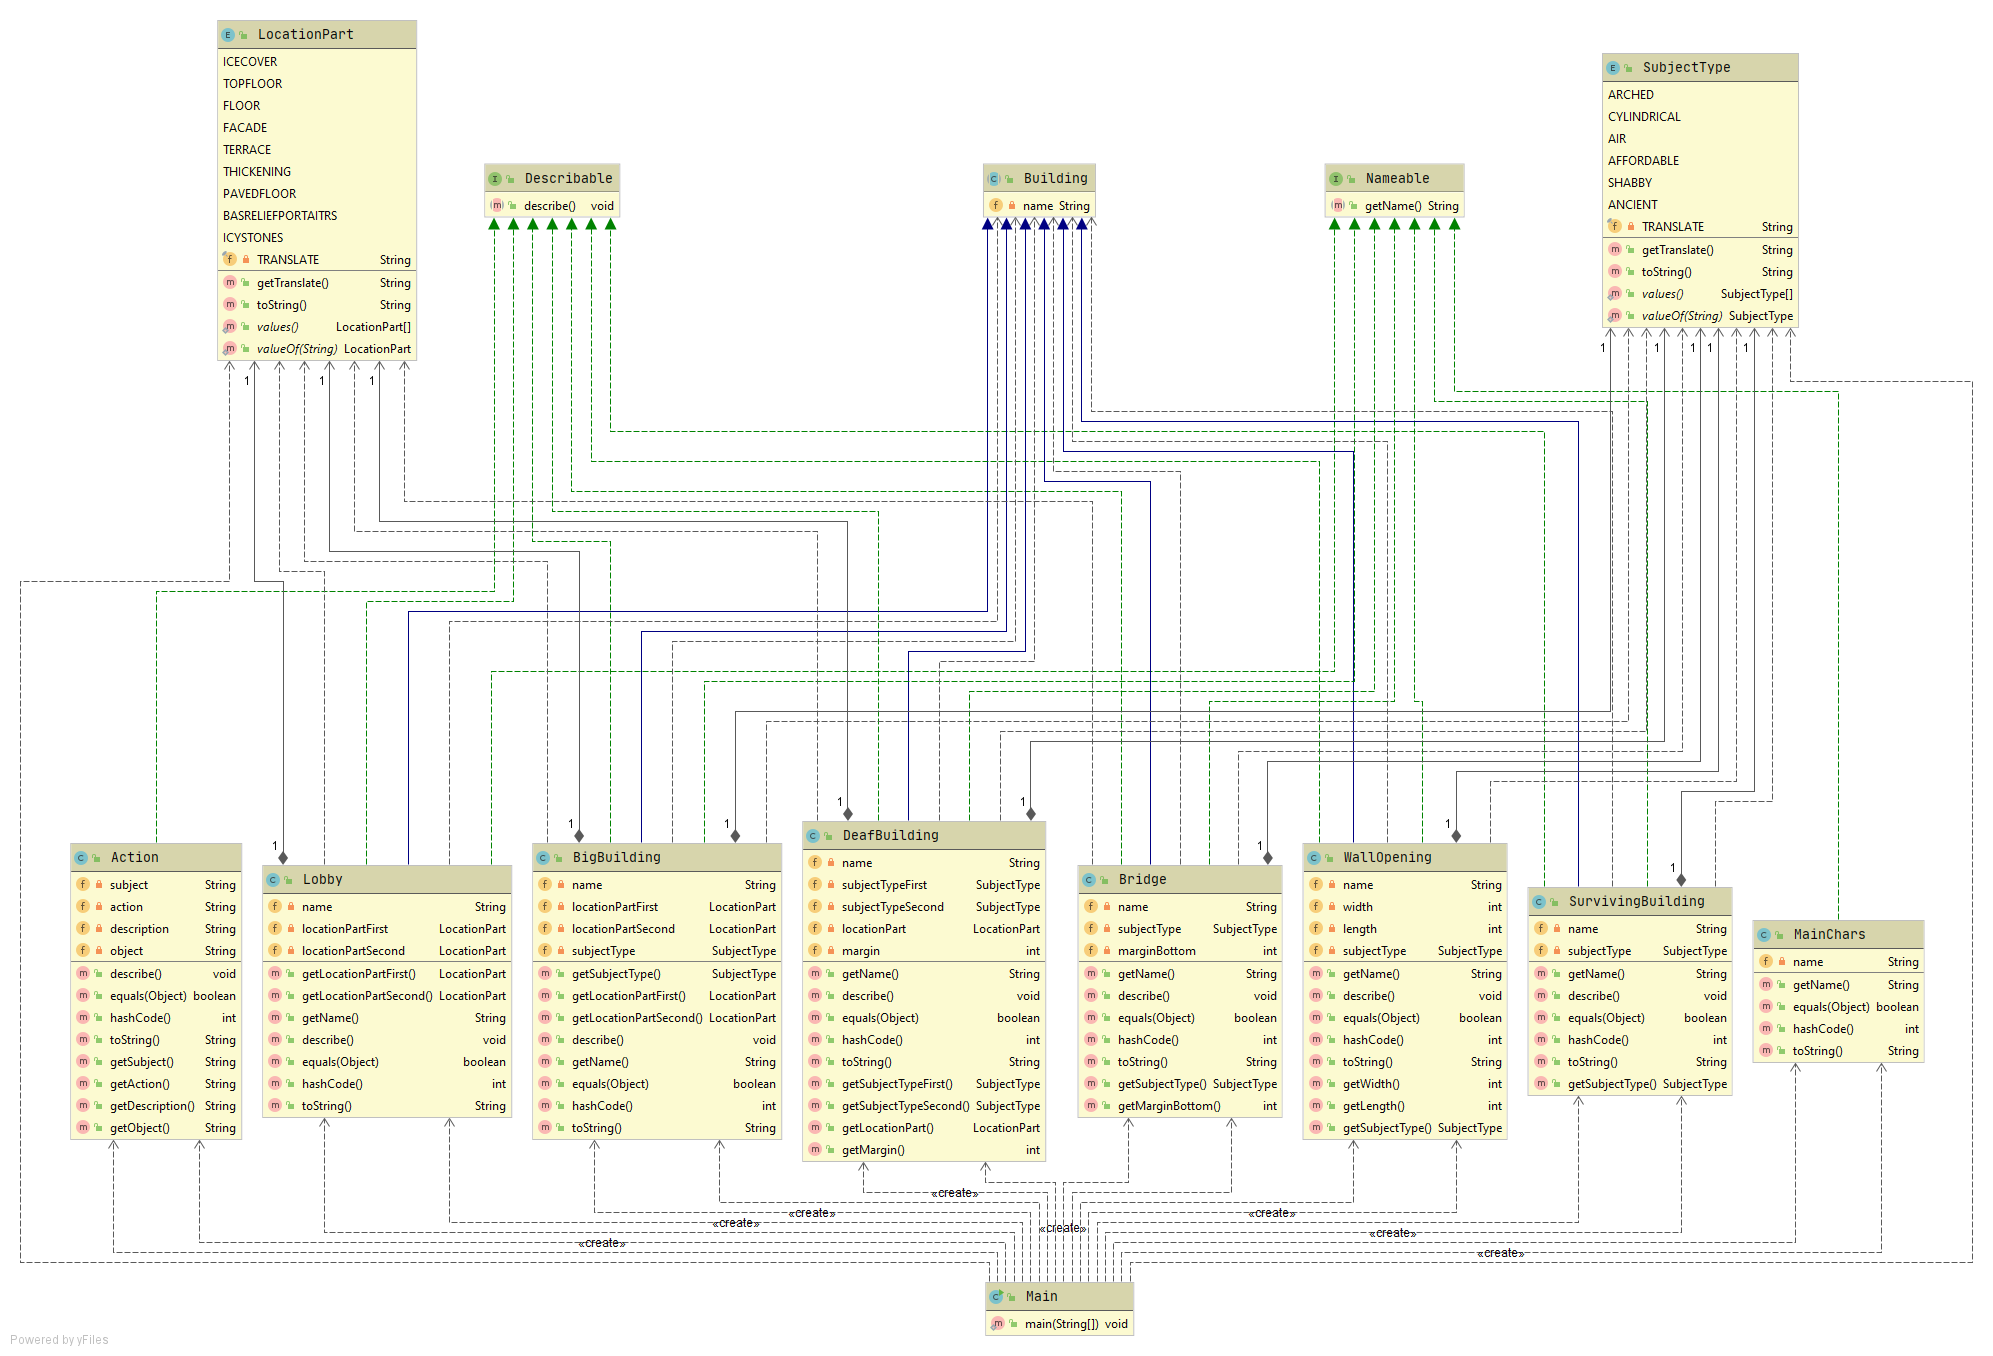 LocationPart
ICECOVER
TOPFLOOR
FLOOR
FACADE
TERRACE
THICKENING
PAVEDFLOOR
BASRELIEFPORTAITRS
ICYSTONES
f TRANSLATE String
m getTranslate() String
m toString() String
m values() LocationPart[]
m valueOf(String) LocationPart
I Describable
m describe() void
C Building
f name String
I Nameable
m getName() String
E SubjectType
ARCHED
CYLINDRICAL
AIR
AFFORDABLE
SHABBY
ANCIENT
f TRANSLATE String
m getTranslate() String
m toString() String
m values() SubjectType[]
m valueOf(String) SubjectType
1
1
1
1
1
1
1
1
C Action
f subject String
f action String
f description String
f object String
m describe() void
m equals(Object) boolean
m hashCode() int
m toString() String
m getSubject() String
m getAction() String
m getDescription() String
m getObject() String
1
C Lobby
f name String
f locationPartFirst LocationPart
f locationPartSecond LocationPart
m getLocationPartFirst() LocationPart
m getLocationPartSecond() LocationPart
m getName() String
m describe() void
m equals(Object) boolean
m hashCode() int
m toString() String
1
1
C BigBuilding
f name String
f locationPartFirst LocationPart
f locationPartSecond LocationPart
f subjectType SubjectType
m getSubjectType() SubjectType
m getLocationPartFirst() LocationPart
m getLocationPartSecond() LocationPart
m describe() void
m getName() String
m equals(Object) boolean
m hashCode() int
m toString() String
1
1
C DeafBuilding
f name String
f subjectTypeFirst SubjectType
f subjectTypeSecond SubjectType
f locationPart LocationPart
f margin int
m getName() String
m describe() void
m equals(Object) boolean
m hashCode() int
m toString() String
m getSubjectTypeFirst() SubjectType
m getSubjectTypeSecond() SubjectType
m getLocationPart() LocationPart
m getMargin() int
1
C Bridge
f name String
f subjectType SubjectType
f marginBottom int
m getName() String
m describe() void
m equals(Object) boolean
m hashCode() int
m toString() String
m getSubjectType() SubjectType
m getMarginBottom() int
1
C WallOpening
f name String
f width int
f length int
f subjectType SubjectType
m getName() String
m describe() void
m equals(Object) boolean
m hashCode() int
m toString() String
m getWidth() int
m getLength() int
m getSubjectType() SubjectType
1
C SurvivingBuilding
f name String
f subjectType SubjectType
m getName() String
m describe() void
m equals(Object) boolean
m hashCode() int
m toString() String
m getSubjectType() SubjectType
C MainChars
f name String
m getName() String
m equals(Object) boolean
m hashCode() int
m toString() String
«create»
«create»
«create»
«create»
«create»
«create»
«create»
«create»
C Main
m main(String[]) void
Powered by yFiles